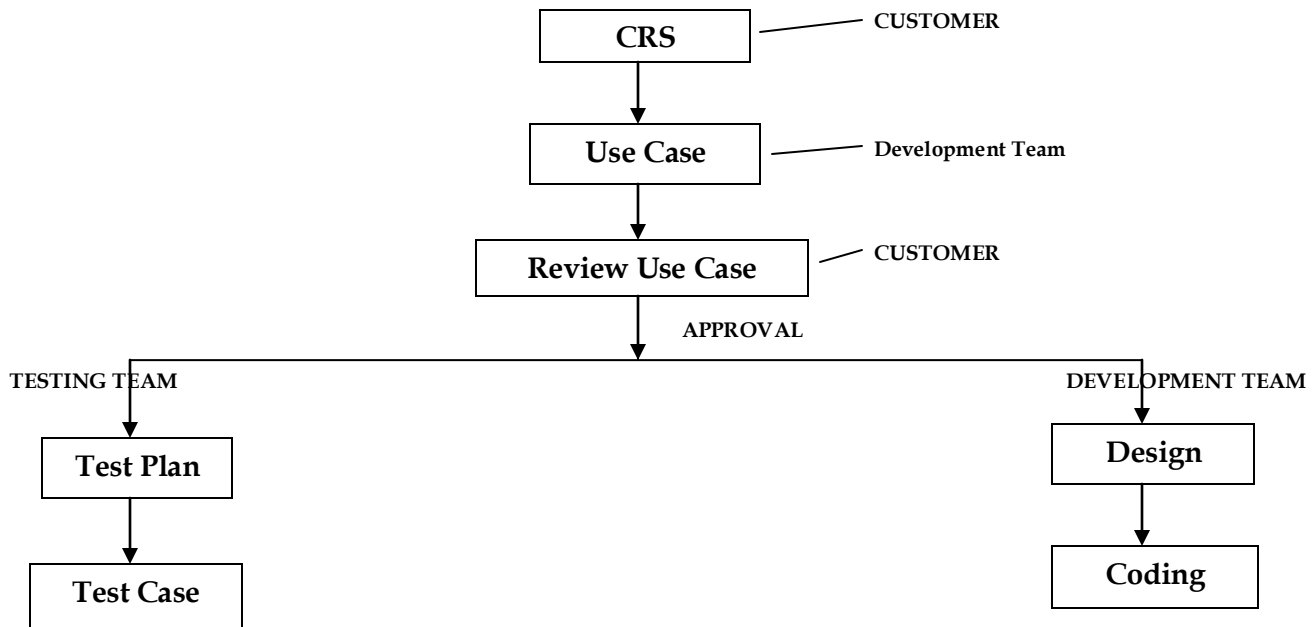 CRS
CUSTOMER
Use Case
Development Team
Review Use Case
CUSTOMER
APPROVAL
TESTING TEAM
DEVELOPMENT TEAM
Test Plan
Design
Test Case
Coding